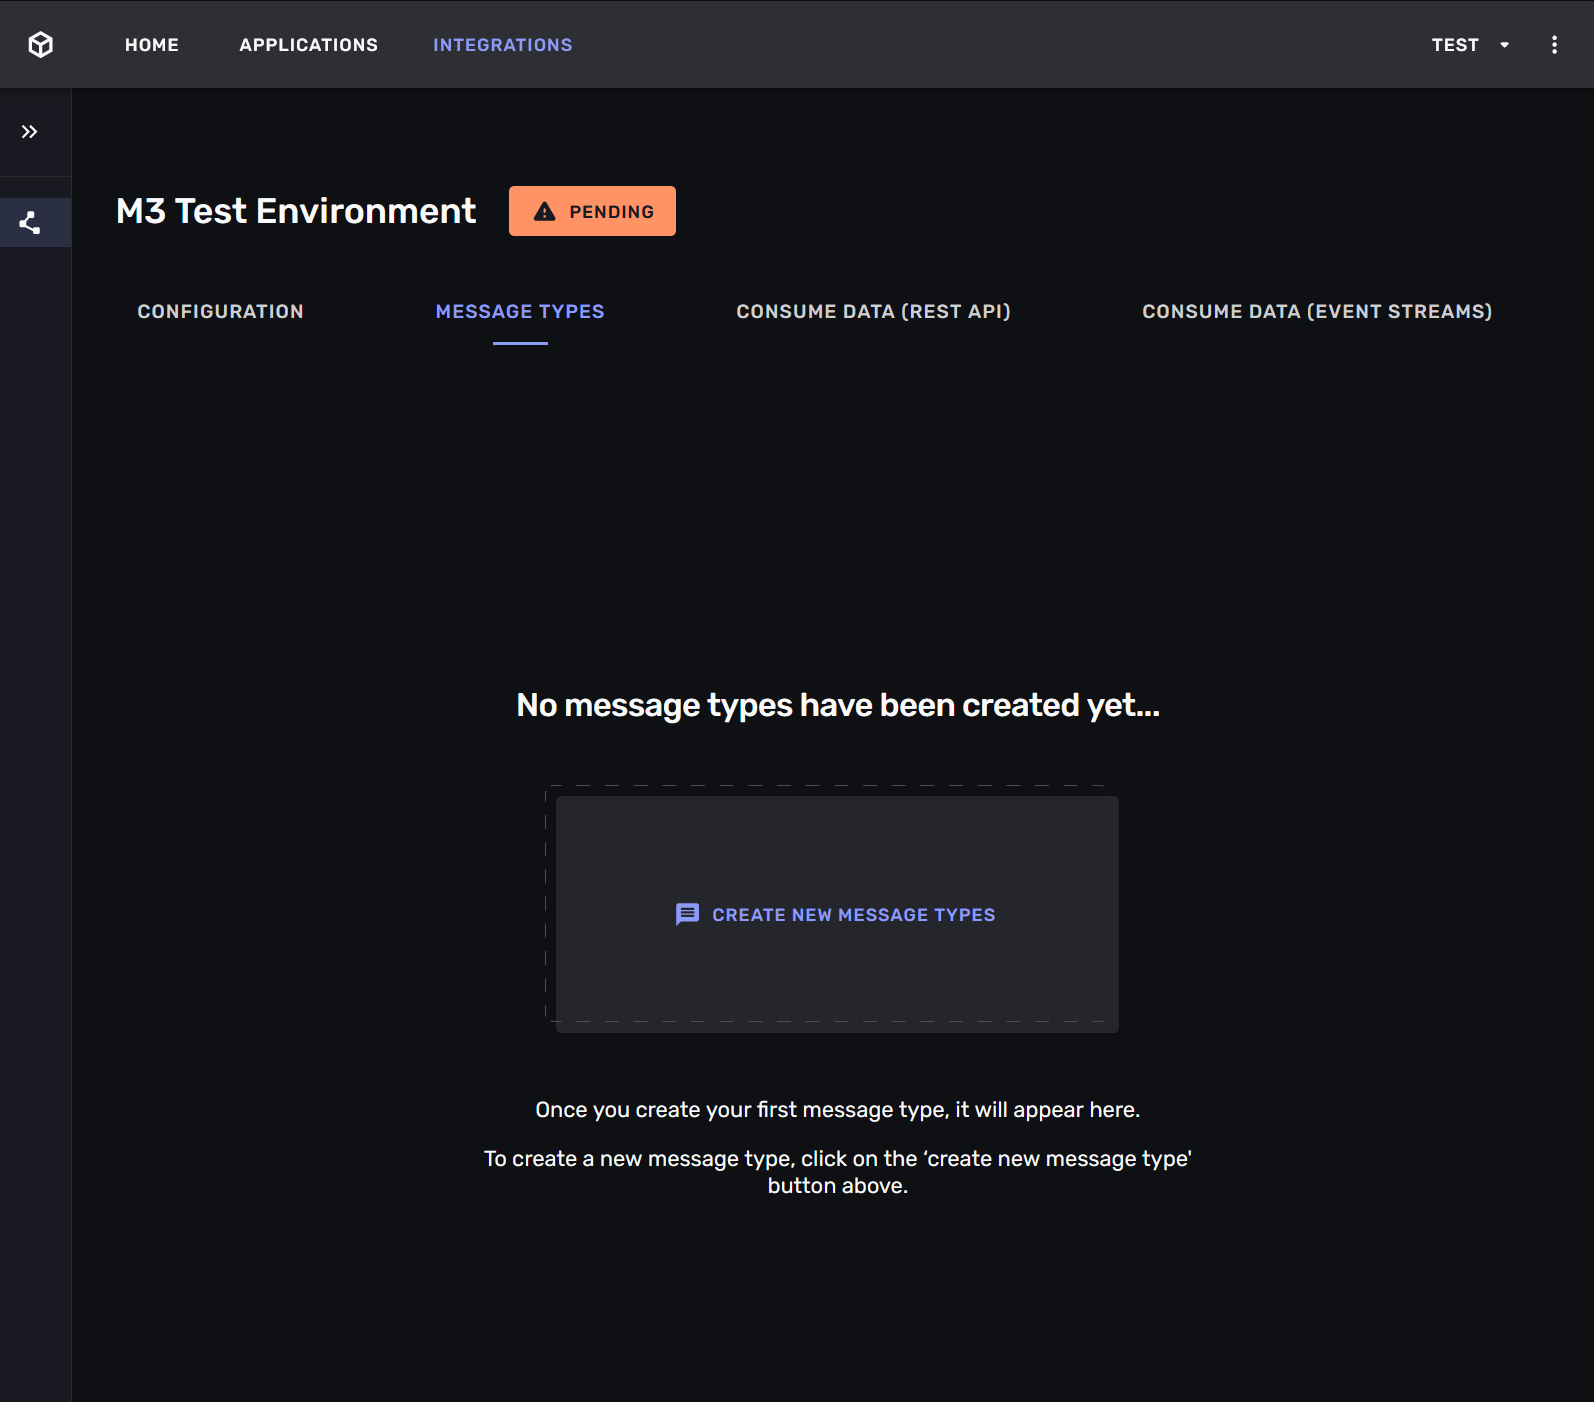 HOME
APPLICATIONS
INTEGRATIONS
TEST
M3 Test Environment
PENDING
CONFIGURATION
MESSAGE TYPES
CONSUME DATA (REST API)
CONSUME DATA (EVENT STREAMS)
No message types have been created yet...
CREATE NEW MESSAGE TYPES
Once you create your first message type, it will appear here.
To create a new message type, click on the ‘create new message type'
button above.